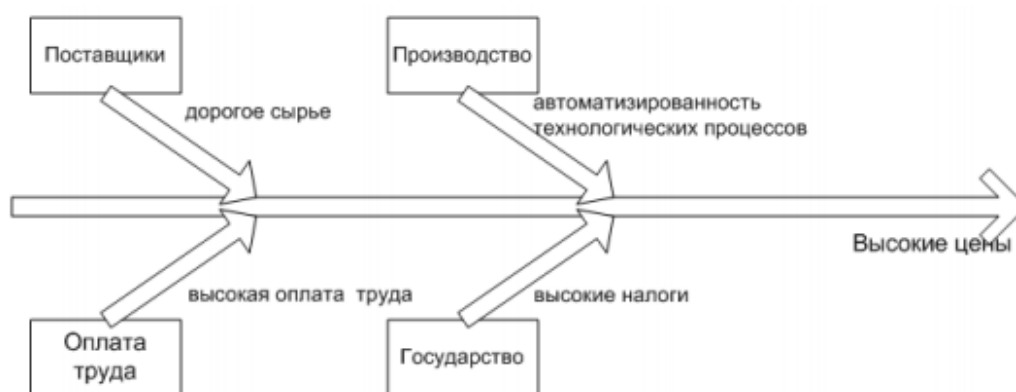 Поставщики
Производство
дорогое сырье
автоматизированность
технологических процессов
Высокие цены
высокая оплата труда
высокие налоги
Оплата
труда
Государство